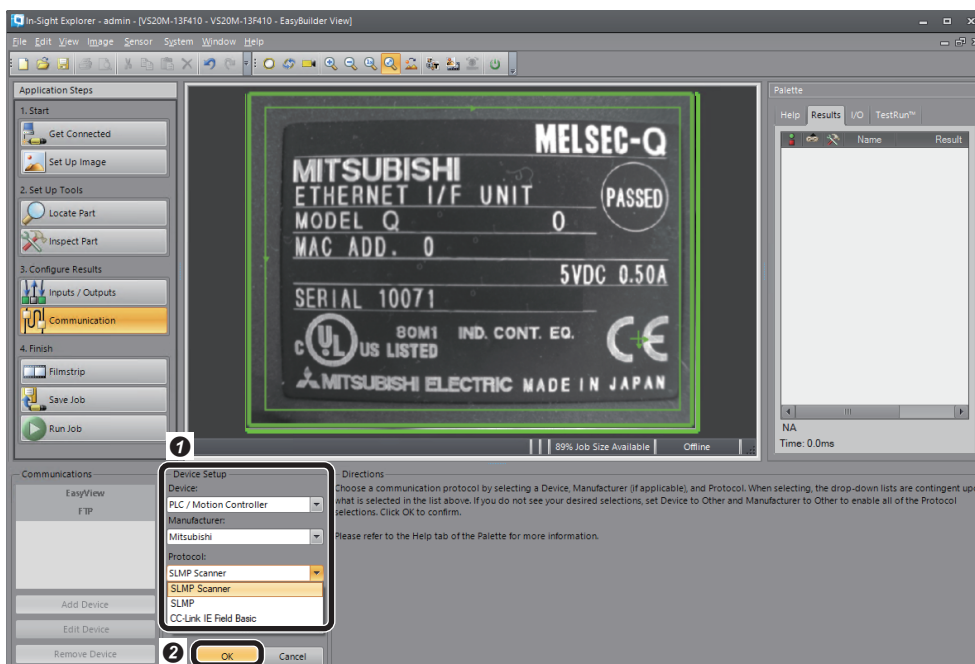 In-Sight Explorer - admin - [VS20M-13F410 - VS20M-13F410 - EasyBuilder View]
File Edit View Image Sensor System Window Help
Application Steps
1. Start
Get Connected
Set Up Image
2. Set Up Tools
Locate Part
Inspect Part
3. Configure Results
Inputs / Outputs
Communication
4. Finish
Filmstrip
Save Job
Run Job
MELSEC-Q
MITSUBISHI
ETHERNET I/F UNIT
PASSED
MODEL Q 0
MAC ADD. 0
5VDC 0.50A
SERIAL 10071
C UL US LISTED 80M1 IND. CONT. EQ. CE
MITSUBISHI ELECTRIC MADE IN JAPAN
89% Job Size Available Offline
Palette
Help Results I/O TestRun™
Name Result
NA
Time: 0.0ms
Communications
EasyView
FTP
Add Device
Edit Device
Remove Device
1
Device Setup
Device:
PLC / Motion Controller
Manufacturer:
Mitsubishi
Protocol:
SLMP Scanner
SLMP Scanner
SLMP
CC-Link IE Field Basic
2
OK Cancel
Directions
Choose a communication protocol by selecting a Device, Manufacturer (if applicable), and Protocol. When selecting, the drop-down lists are contingent upo
what is selected in the list above. If you do not see your desired selections, set Device to Other and Manufacturer to Other to enable all of the Protocol
selections. Click OK to confirm.
Please refer to the Help tab of the Palette for more information.